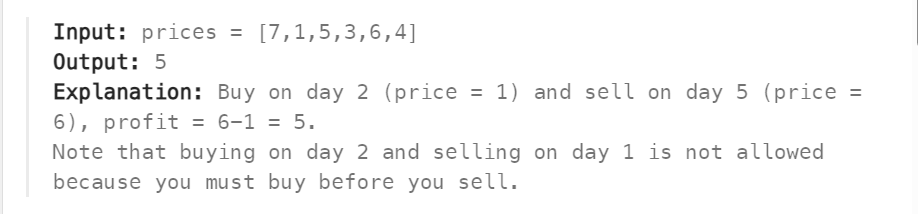 Input: prices = [7,1,5,3,6,4]
Output: 5
Explanation: Buy on day 2 (price = 1) and sell on day 5 (price =
6), profit = 6-1 = 5.
Note that buying on day 2 and selling on day 1 is not allowed
because you must buy before you sell.